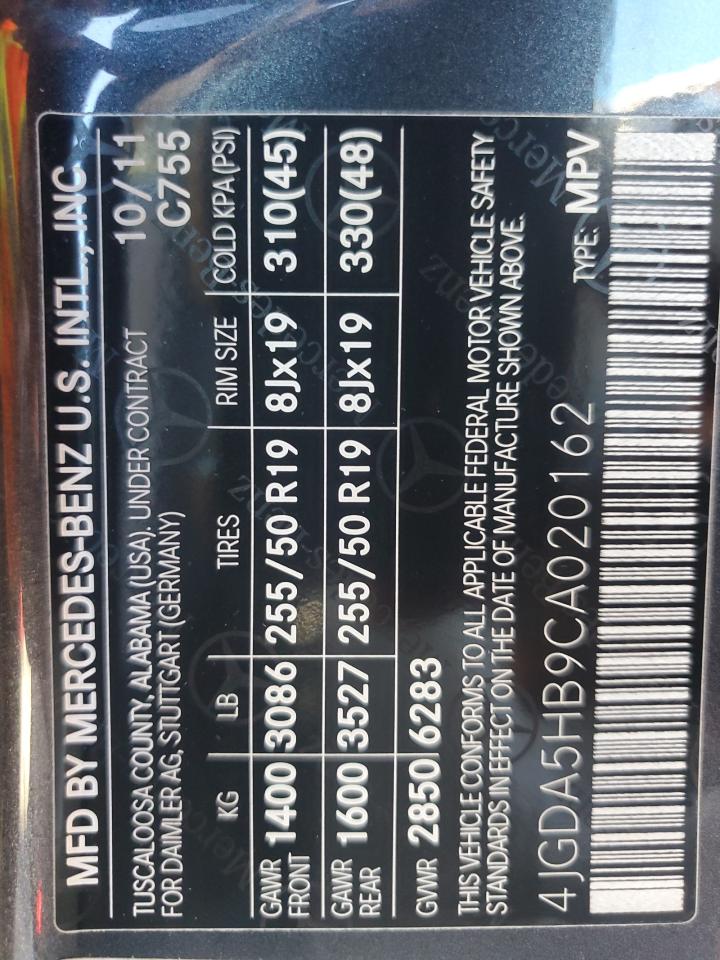 MFD BY MERCEDES-BENZ U.S. INTL., INC
TUSCALOOSA COUNTY, ALABAMA (USA), UNDER CONTRACT 10/11
FOR DAIMLER AG, STUTTGART (GERMANY) C755
KG LB TIRES RIM SIZE COLD KPA (PSI)
GAWR FRONT 1400 3086 255/50 R19 8Jx19 310(45)
GAWR REAR 1600 3527 255/50 R19 8Jx19 330(48)
GVWR 2850 6283
THIS VEHICLE CONFORMS TO ALL APPLICABLE FEDERAL MOTOR VEHICLE SAFETY
STANDARDS IN EFFECT ON THE DATE OF MANUFACTURE SHOWN ABOVE.
4JGDA5HB9CA020162 TYPE: MPV